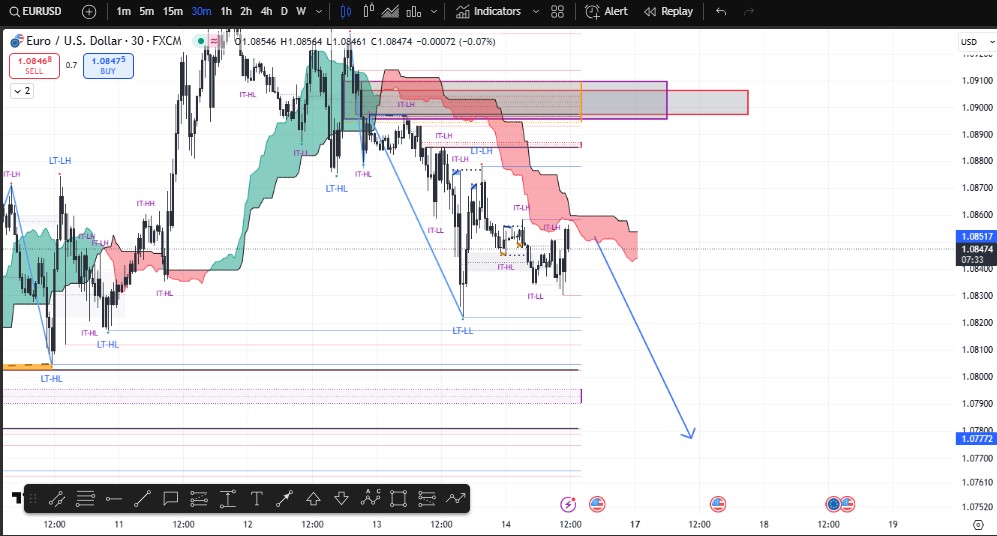 EURUSD 1m 5m 15m 30m 1h 2h 4h D W Indicators Alert Replay
Euro / U.S. Dollar · 30 · FXCM O1.08546 H1.08564 L1.08461 C1.08474 −0.00072 (−0.07%)
USD
1.08468 0.7 1.08475
SELL BUY
2
1.09100
1.09000
1.08900
1.08800
1.08700
1.08600
1.08517
1.08474
07:33
1.08400
1.08300
1.08200
1.08100
1.08000
1.07900
1.07800
1.07772
1.07700
1.07610
1.07520
IT-LH
LT-LH
IT-LH
IT-LH
IT-HH
IT-HL
IT-HL
LT-HL
LT-HL
IT-HL
IT-LL
LT-HL
IT-HL
IT-LH
IT-LH
IT-LH
LT-LH
IT-LL
LT-LL
IT-LH
IT-HL
IT-LH
IT-LL
12:00 11 12:00 12 12:00 13 12:00 14 12:00 17 12:00 18 12:00 19